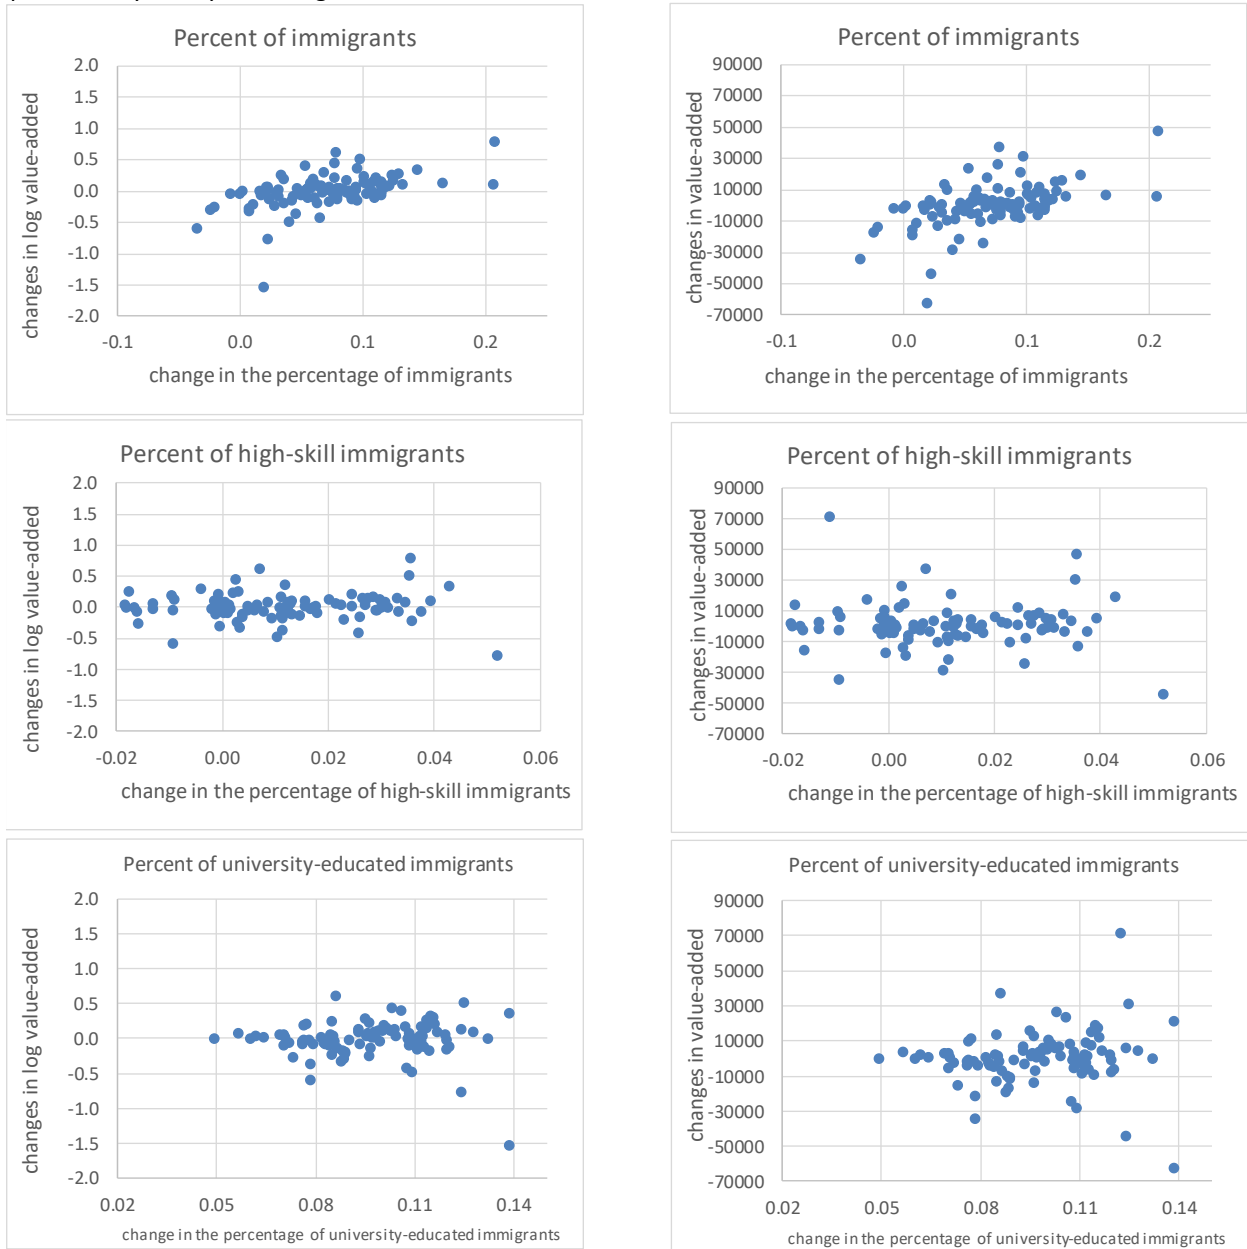 Percent of immigrants
2.0
1.5
1.0
0.5
0.0
-0.5
-1.0
-1.5
-2.0
-0.1 0.0 0.1 0.2
changes in log value-added
change in the percentage of immigrants
Percent of immigrants
90000
70000
50000
30000
10000
-10000
-30000
-50000
-70000
-0.1 0.0 0.1 0.2
changes in value-added
change in the percentage of immigrants
Percent of high-skill immigrants
2.0
1.5
1.0
0.5
0.0
-0.5
-1.0
-1.5
-2.0
-0.02 0.00 0.02 0.04 0.06
changes in log value-added
change in the percentage of high-skill immigrants
Percent of high-skill immigrants
90000
70000
50000
30000
10000
-10000
-30000
-50000
-70000
-0.02 0.00 0.02 0.04 0.06
changes in value-added
change in the percentage of high-skill immigrants
Percent of university-educated immigrants
2.0
1.5
1.0
0.5
0.0
-0.5
-1.0
-1.5
-2.0
0.02 0.05 0.08 0.11 0.14
changes in log value-added
change in the percentage of university-educated immigrants
Percent of university-educated immigrants
90000
70000
50000
30000
10000
-10000
-30000
-50000
-70000
0.02 0.05 0.08 0.11 0.14
changes in value-added
change in the percentage of university-educated immigrants